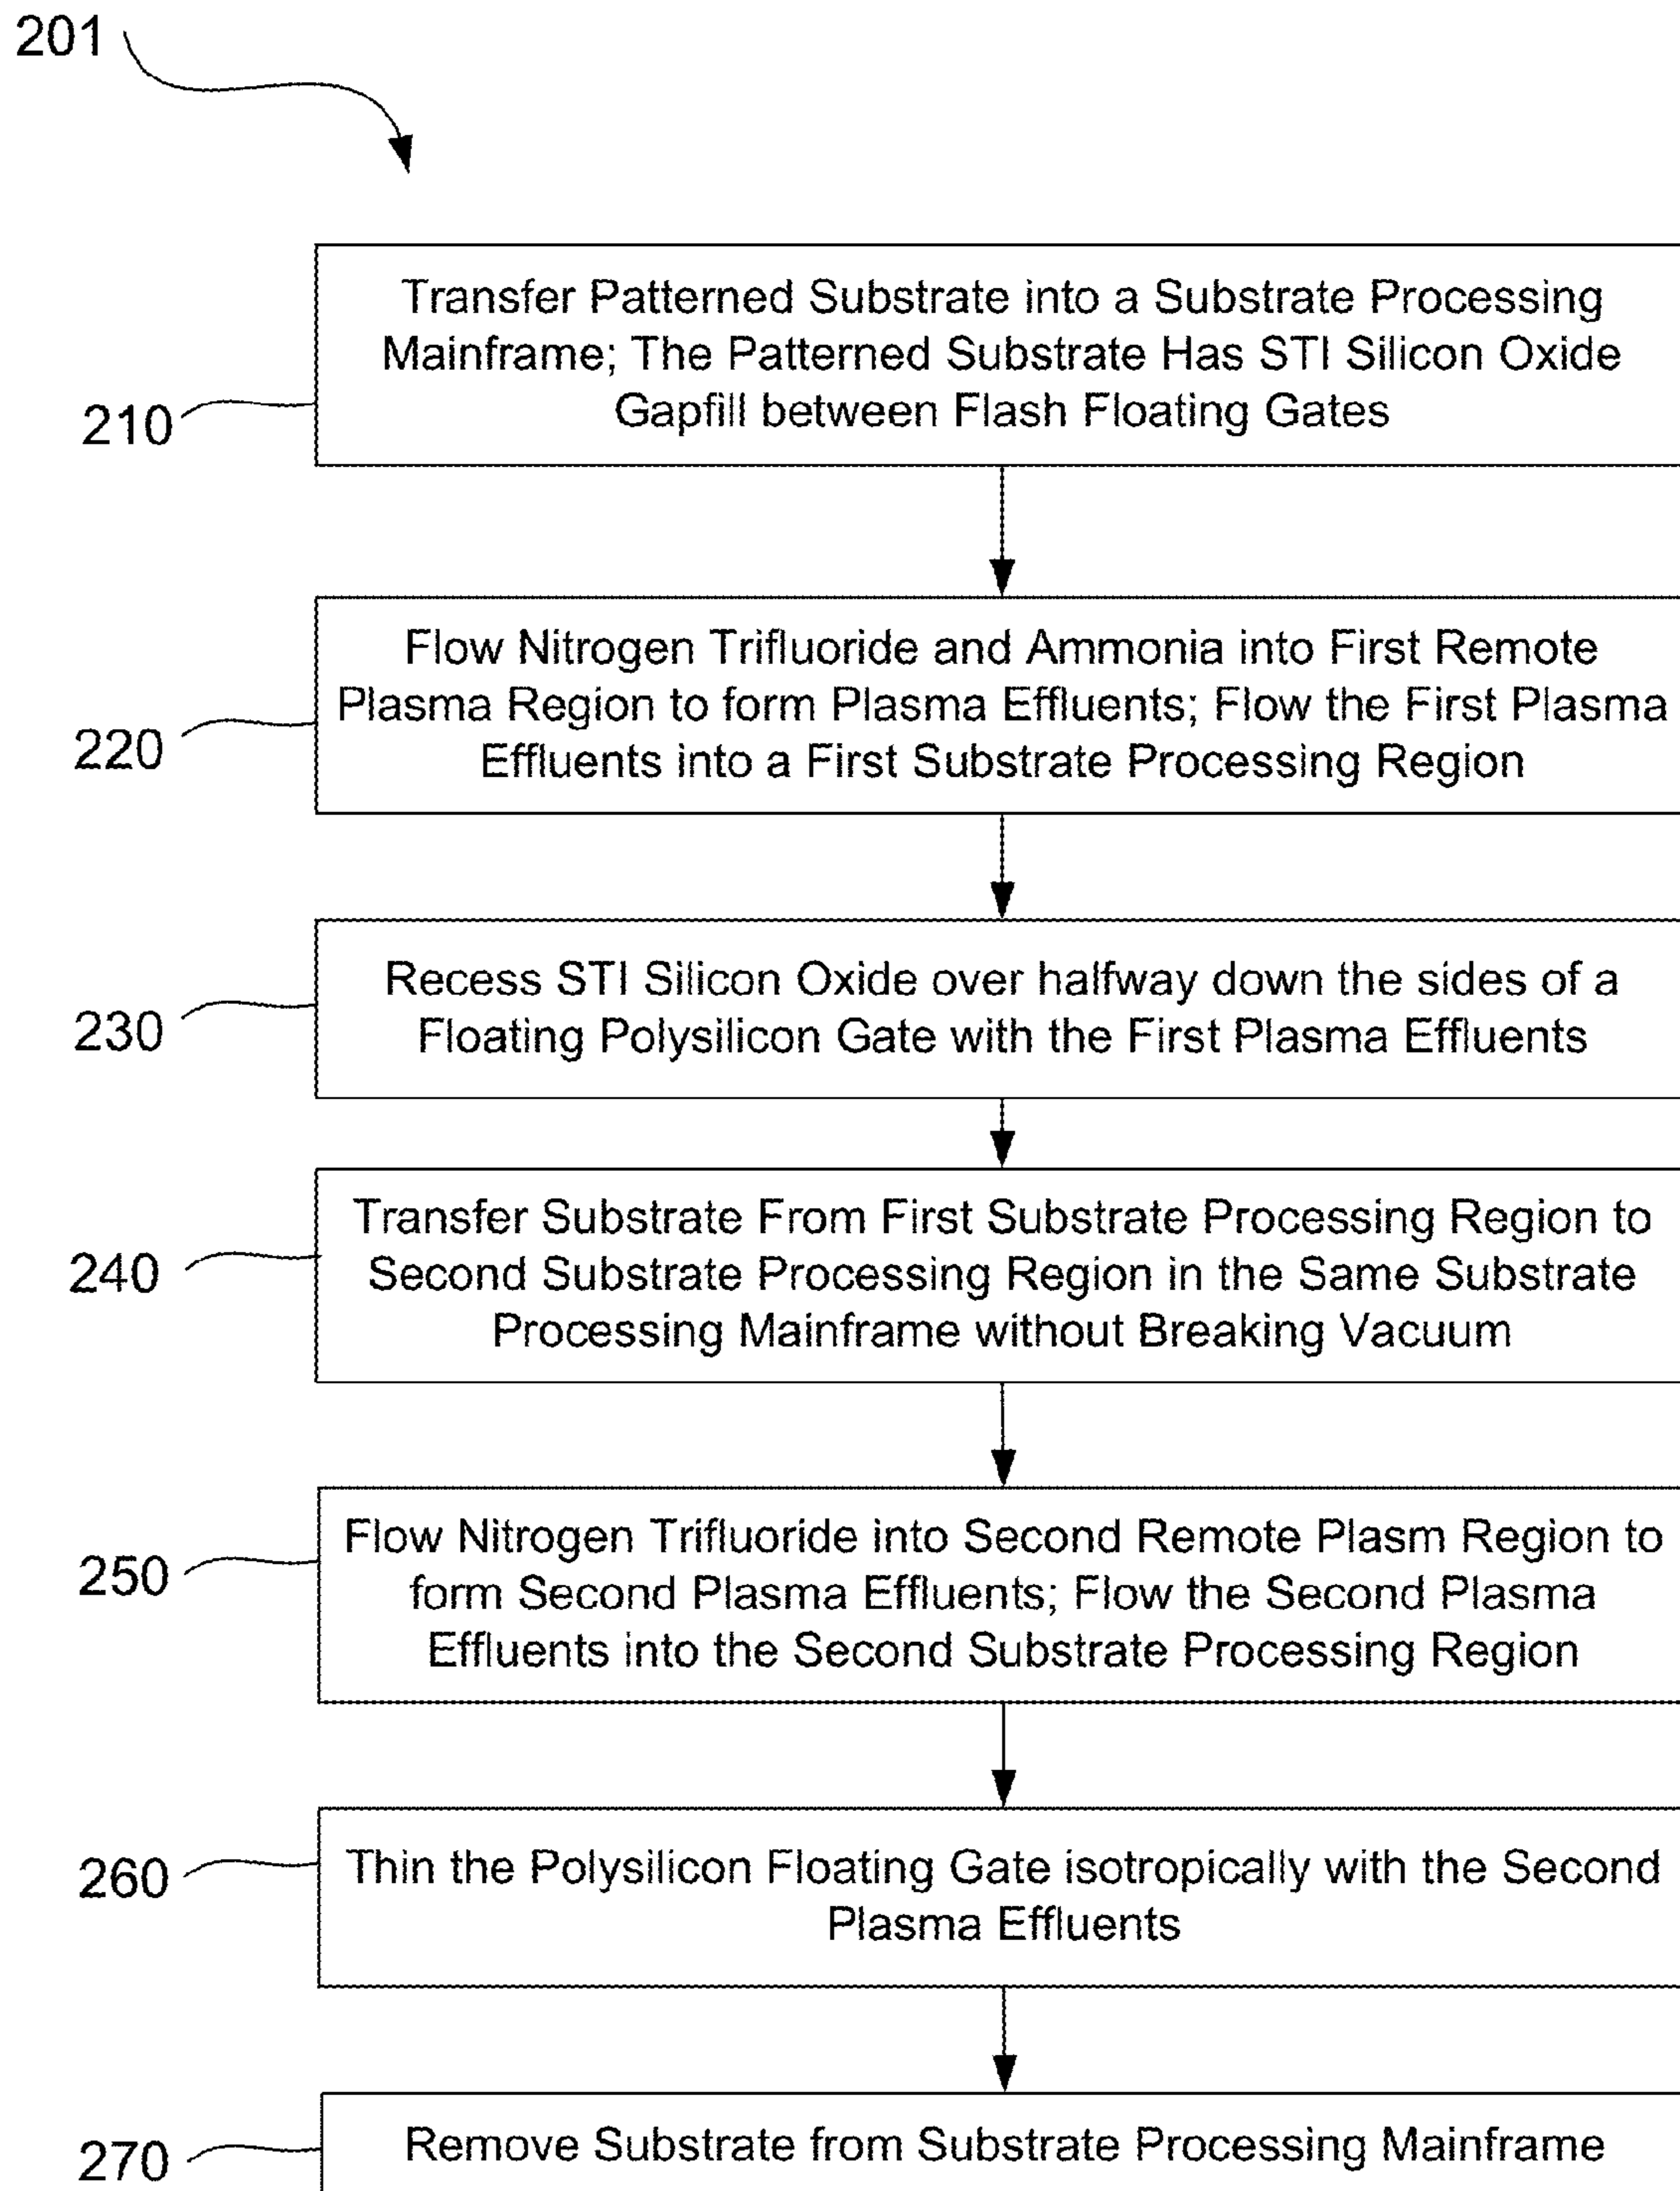 201
Transfer Patterned Substrate into a Substrate Processing
Mainframe; The Patterned Substrate Has STI Silicon Oxide
Gapfill between Flash Floating Gates
210
Flow Nitrogen Trifluoride and Ammonia into First Remote
Plasma Region to form Plasma Effluents; Flow the First Plasma
Effluents into a First Substrate Processing Region
220
Recess STI Silicon Oxide over halfway down the sides of a
Floating Polysilicon Gate with the First Plasma Effluents
230
Transfer Substrate From First Substrate Processing Region to
Second Substrate Processing Region in the Same Substrate
Processing Mainframe without Breaking Vacuum
240
Flow Nitrogen Trifluoride into Second Remote Plasm Region to
form Second Plasma Effluents; Flow the Second Plasma
Effluents into the Second Substrate Processing Region
250
Thin the Polysilicon Floating Gate isotropically with the Second
Plasma Effluents
260
Remove Substrate from Substrate Processing Mainframe
270